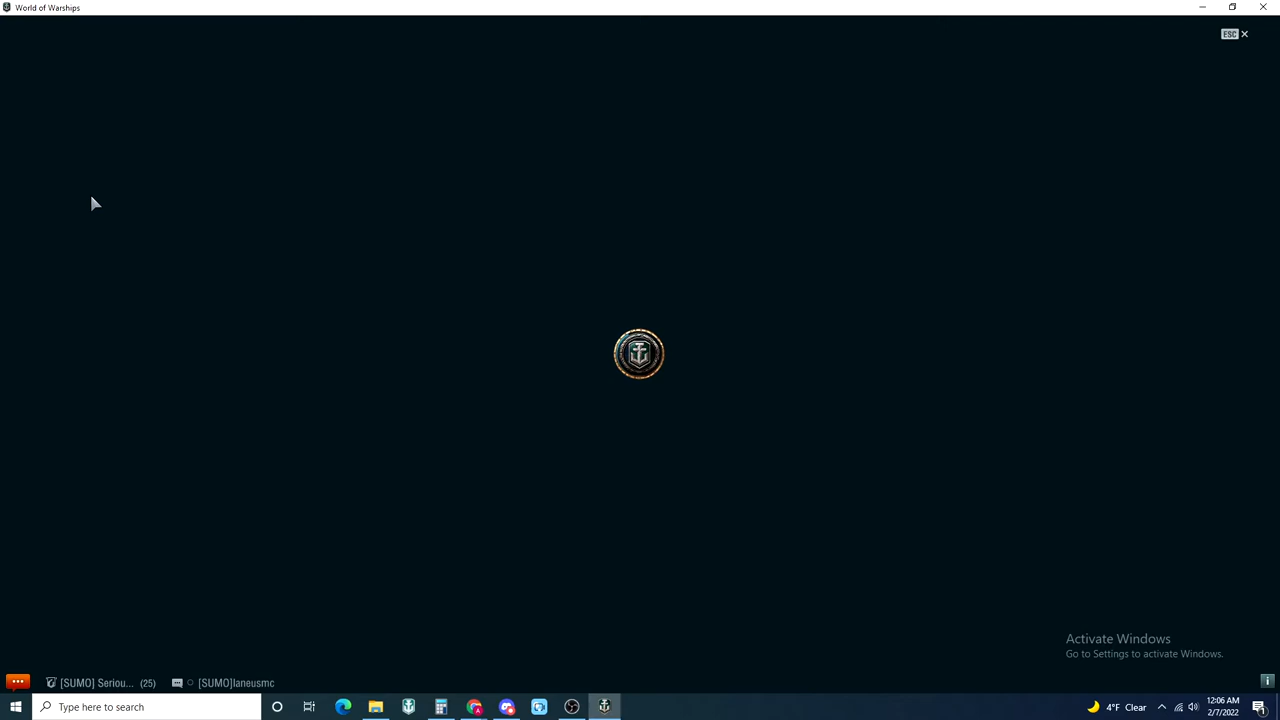 World of Warships
ESC
Activate Windows
Go to Settings to activate Windows.
[SUMO] Seriou... (25)
[SUMO]laneusmc
Type here to search
4°F Clear
12:06 AM
2/7/2022